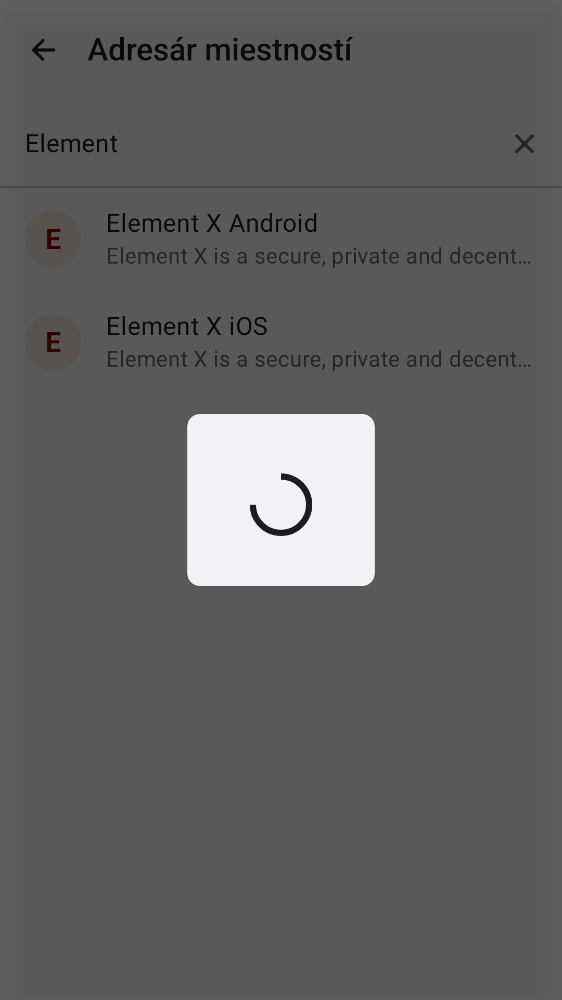 Adresár miestností
Element
E
Element X Android
Element X is a secure, private and decent…
E
Element X iOS
Element X is a secure, private and decent…